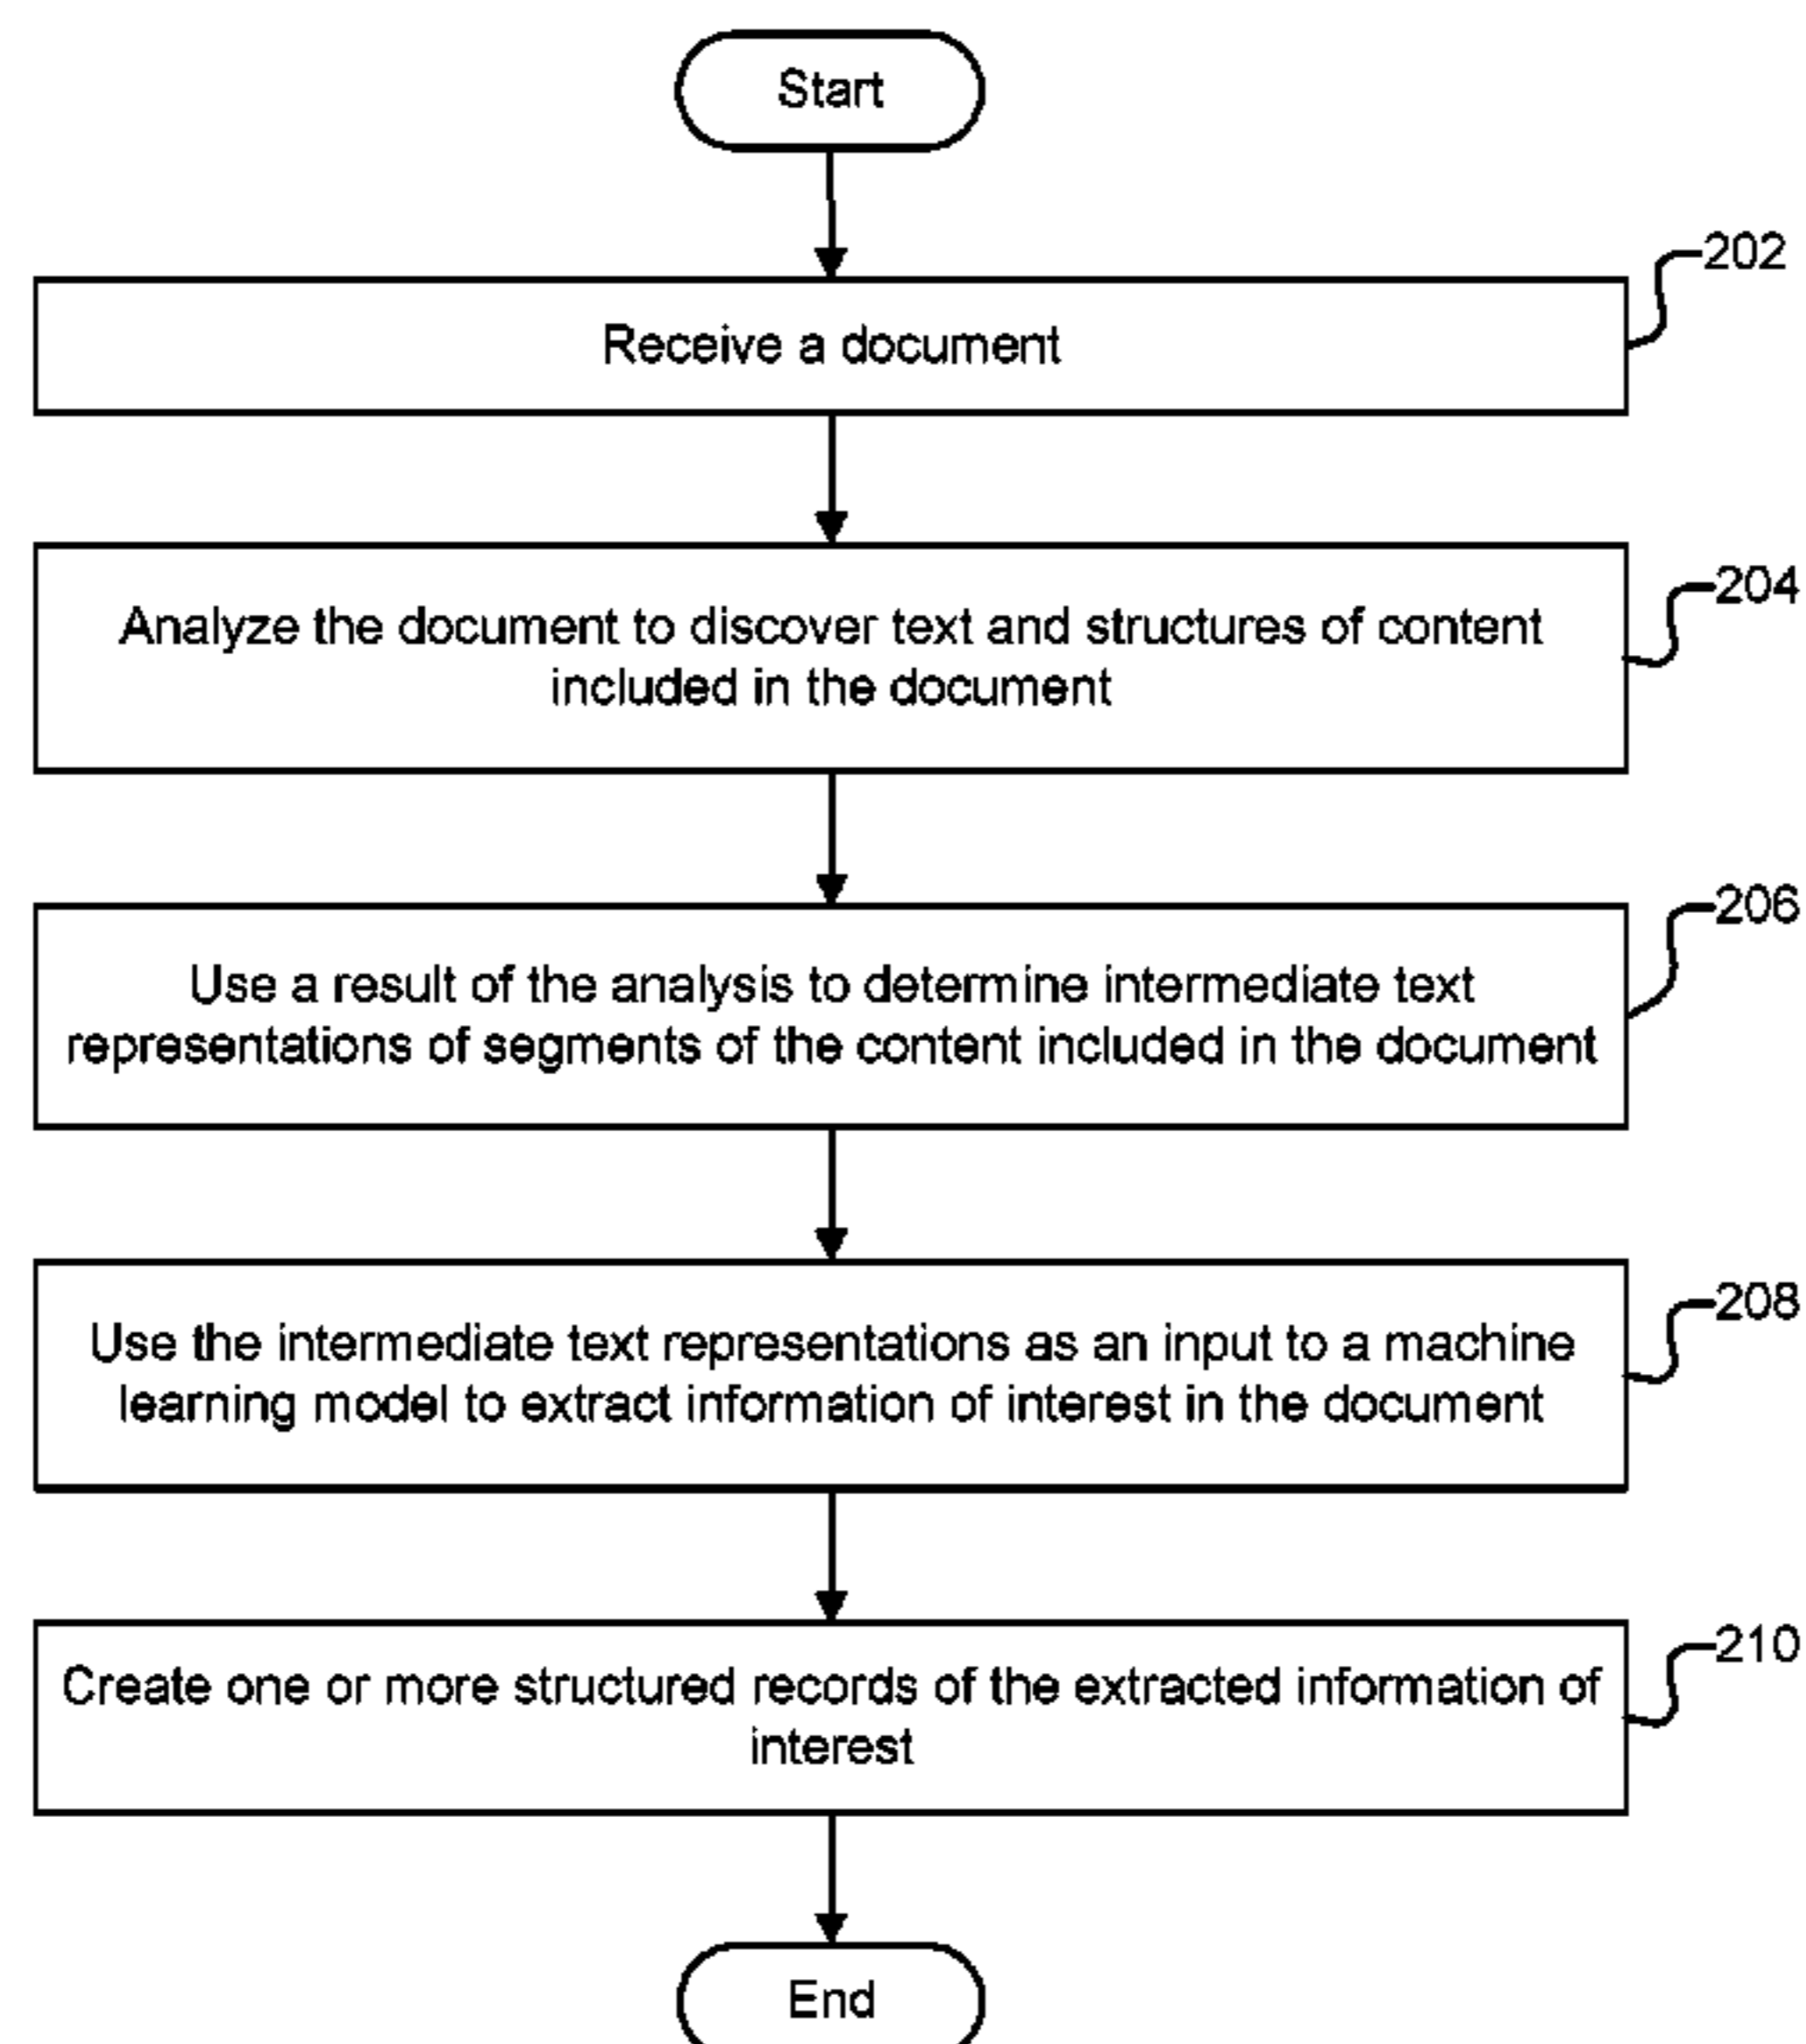 Start
202
Receive a document
204
Analyze the document to discover text and structures of content
included in the document
206
Use a result of the analysis to determine intermediate text
representations of segments of the content included in the document
208
Use the intermediate text representations as an input to a machine
learning model to extract information of interest in the document
210
Create one or more structured records of the extracted information of
interest
End